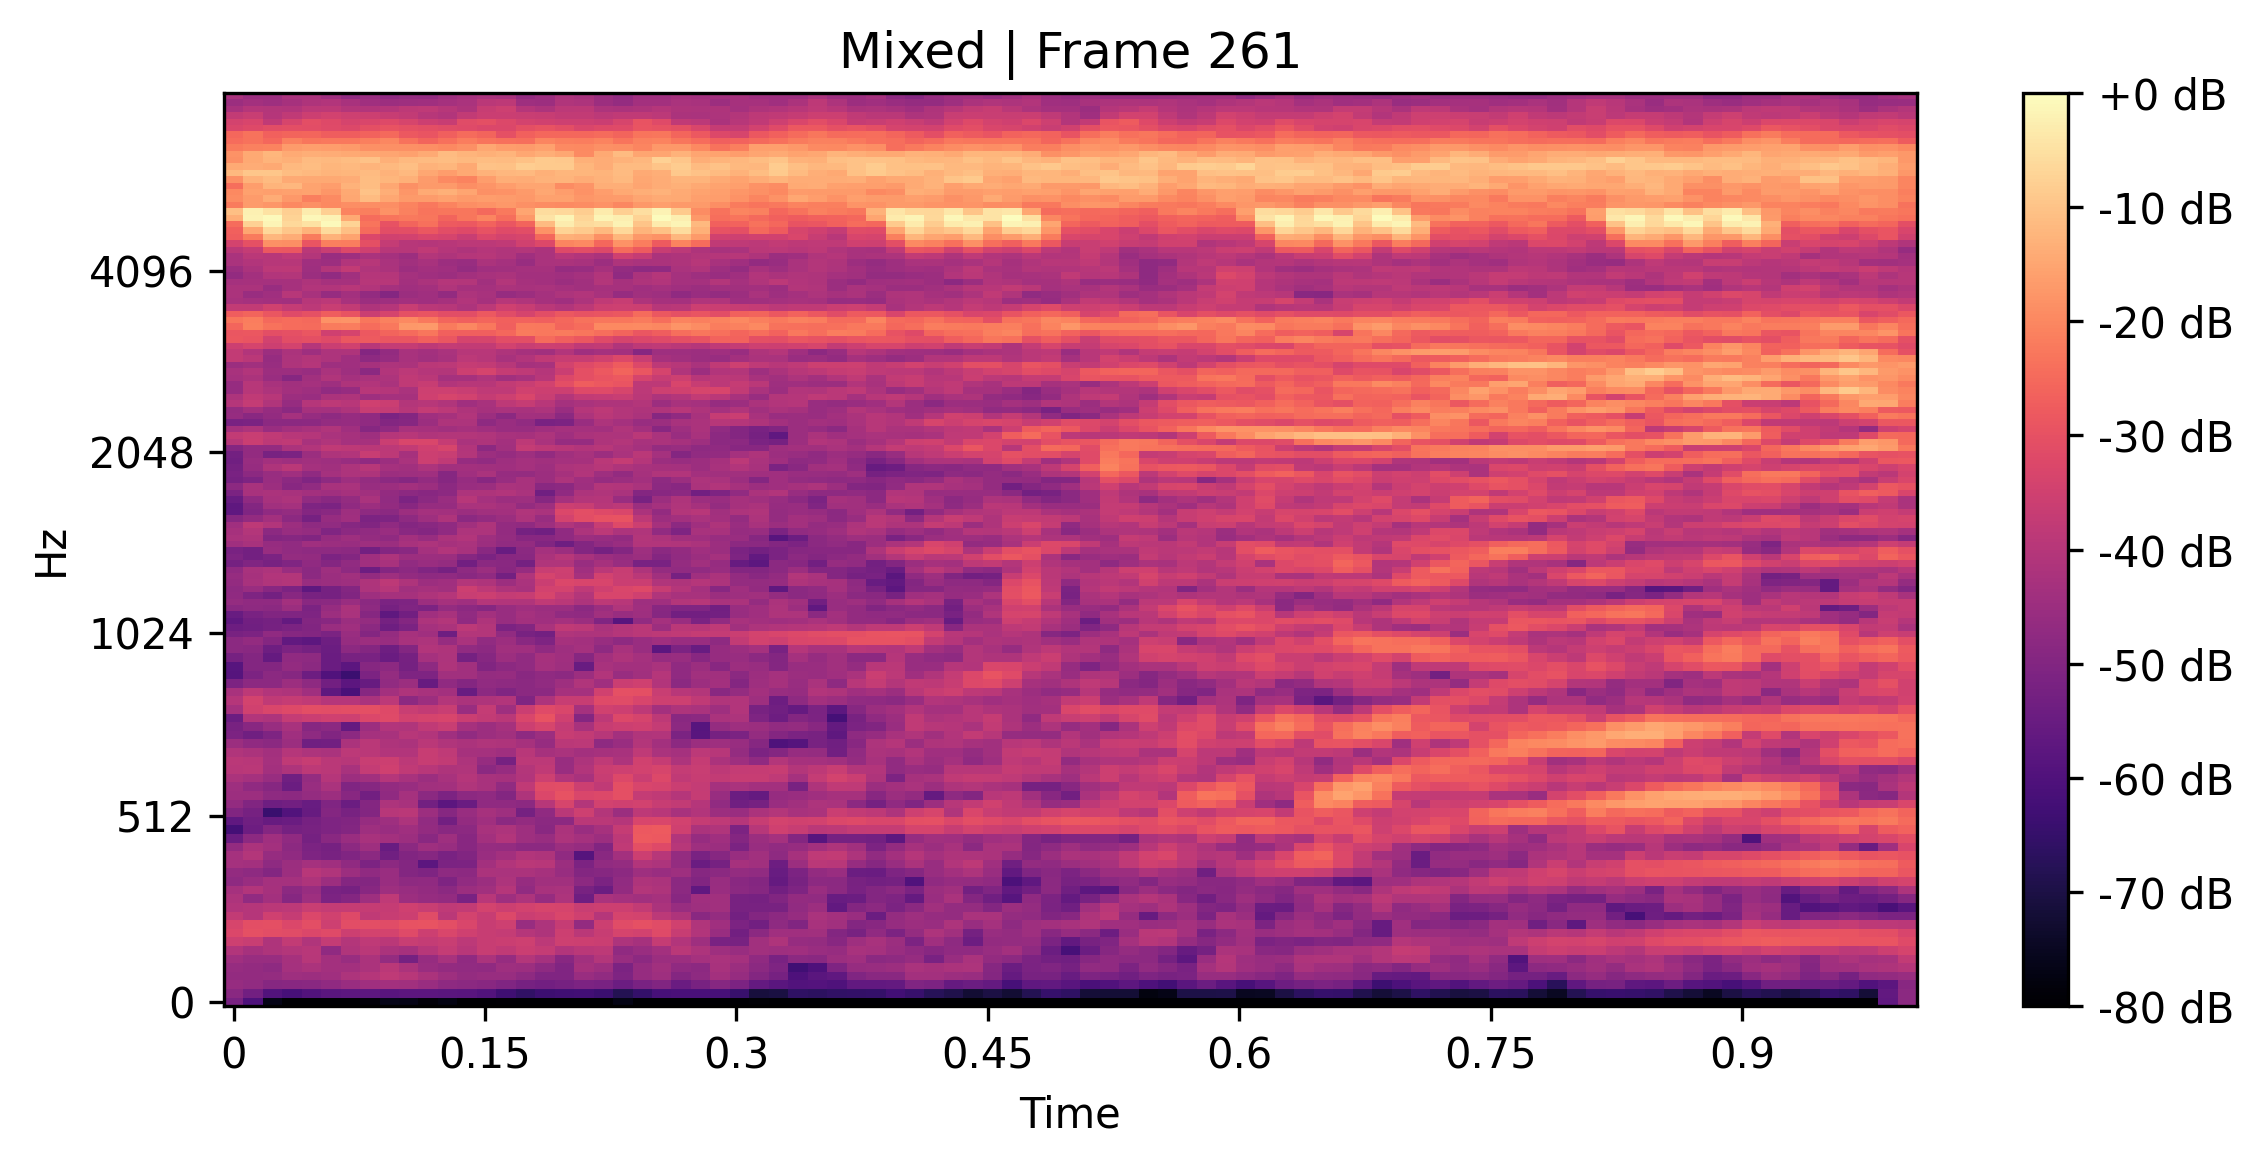 Mixed | Frame 261
+0 dB
-10 dB
-20 dB
-30 dB
-40 dB
-50 dB
-60 dB
-70 dB
-80 dB
Hz
4096
2048
1024
512
0
0 0.15 0.3 0.45 0.6 0.75 0.9
Time